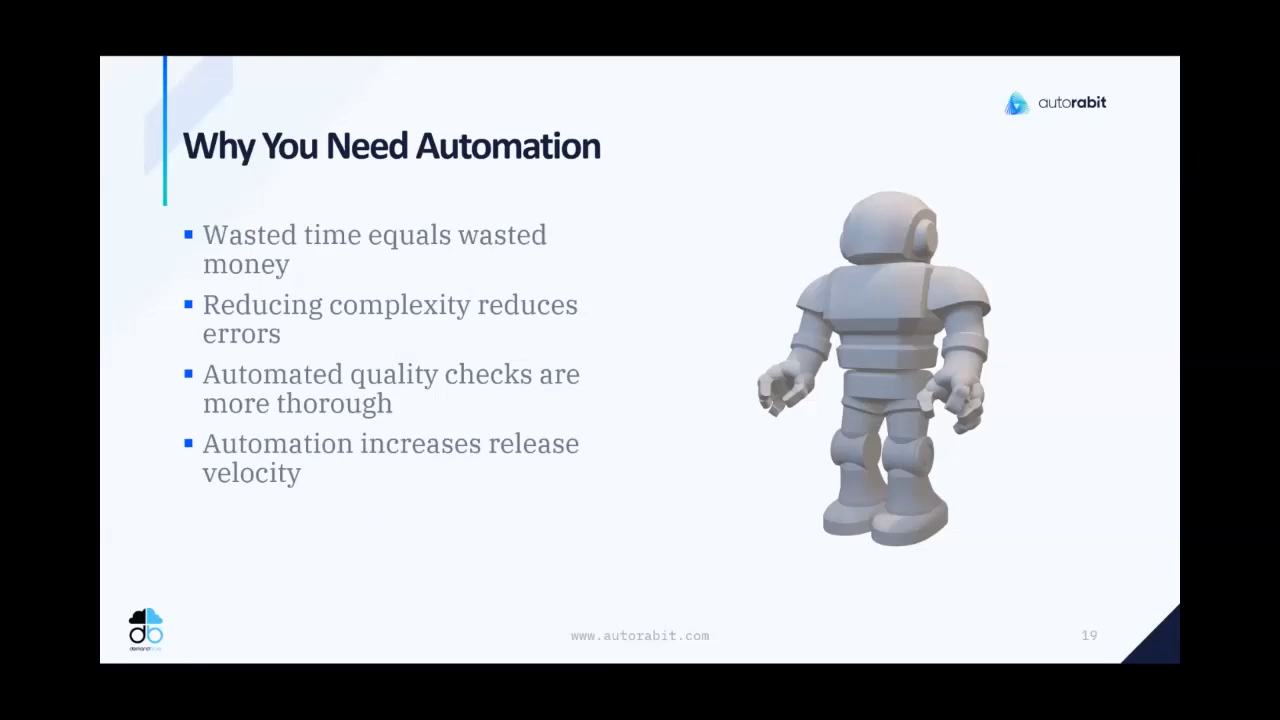 autorabit
Why You Need Automation
Wasted time equals wasted
money
Reducing complexity reduces
errors
Automated quality checks are
more thorough
Automation increases release
velocity
db
www.autorabit.com
19